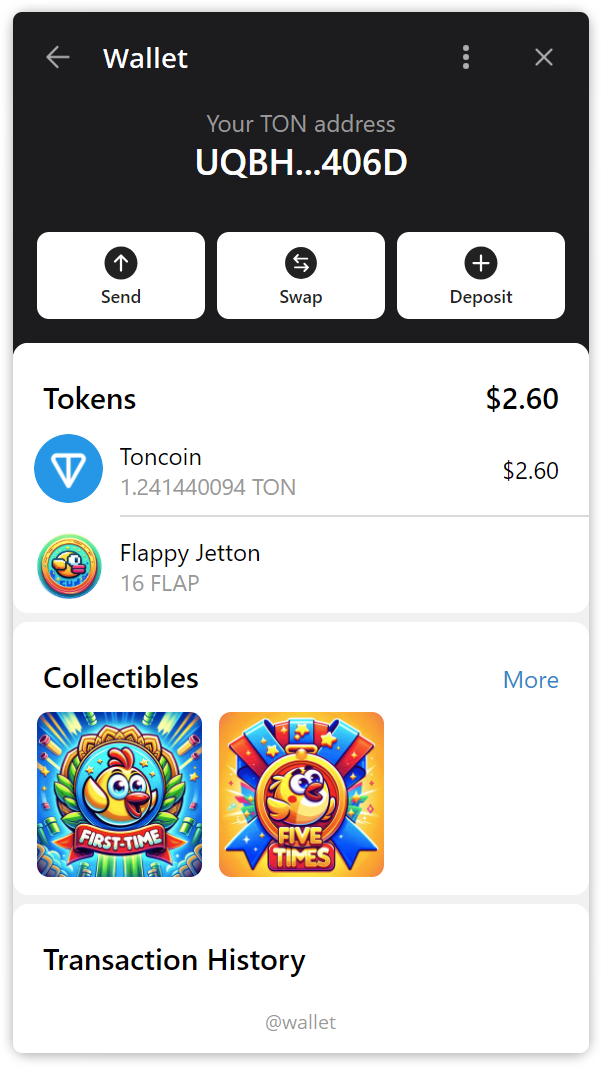 Wallet
Your TON address
UQBH...406D
Send
Swap
Deposit
Tokens
$2.60
Toncoin
$2.60
1.241440094 TON
Flappy Jetton
16 FLAP
Collectibles
More
FIRST-TIME
FIVE
TIMES
Transaction History
@wallet